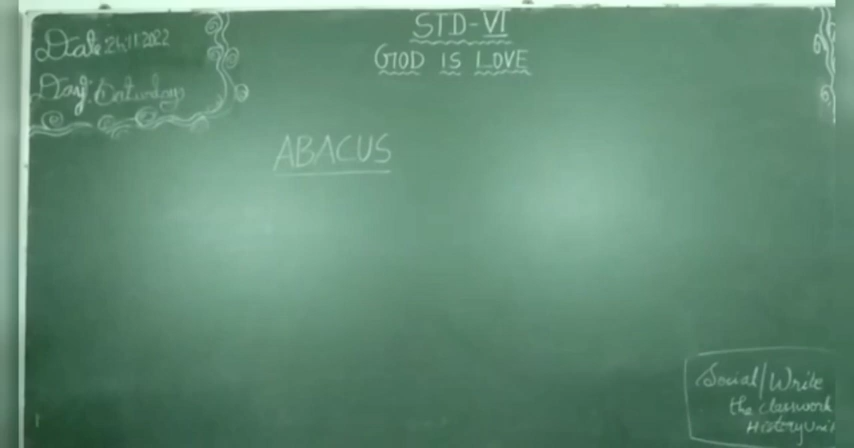 Date 26.11.2022
Day: Saturday
STD-VI
GOD IS LOVE
ABACUS
Social/Write
the classwork
History Unit